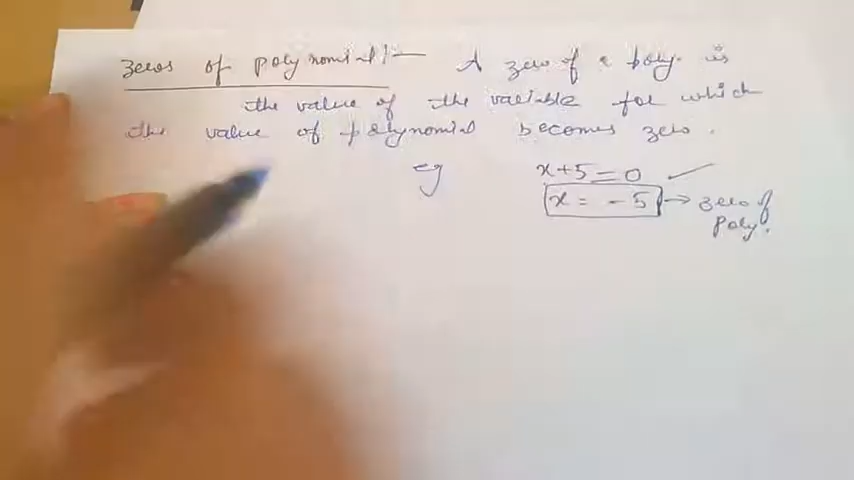 zeros of polynomial :- A zero of a poly. is
the value of the variable for which
the value of polynomial becomes zero.
eg x+5=0
x = -5 → zero of
poly.